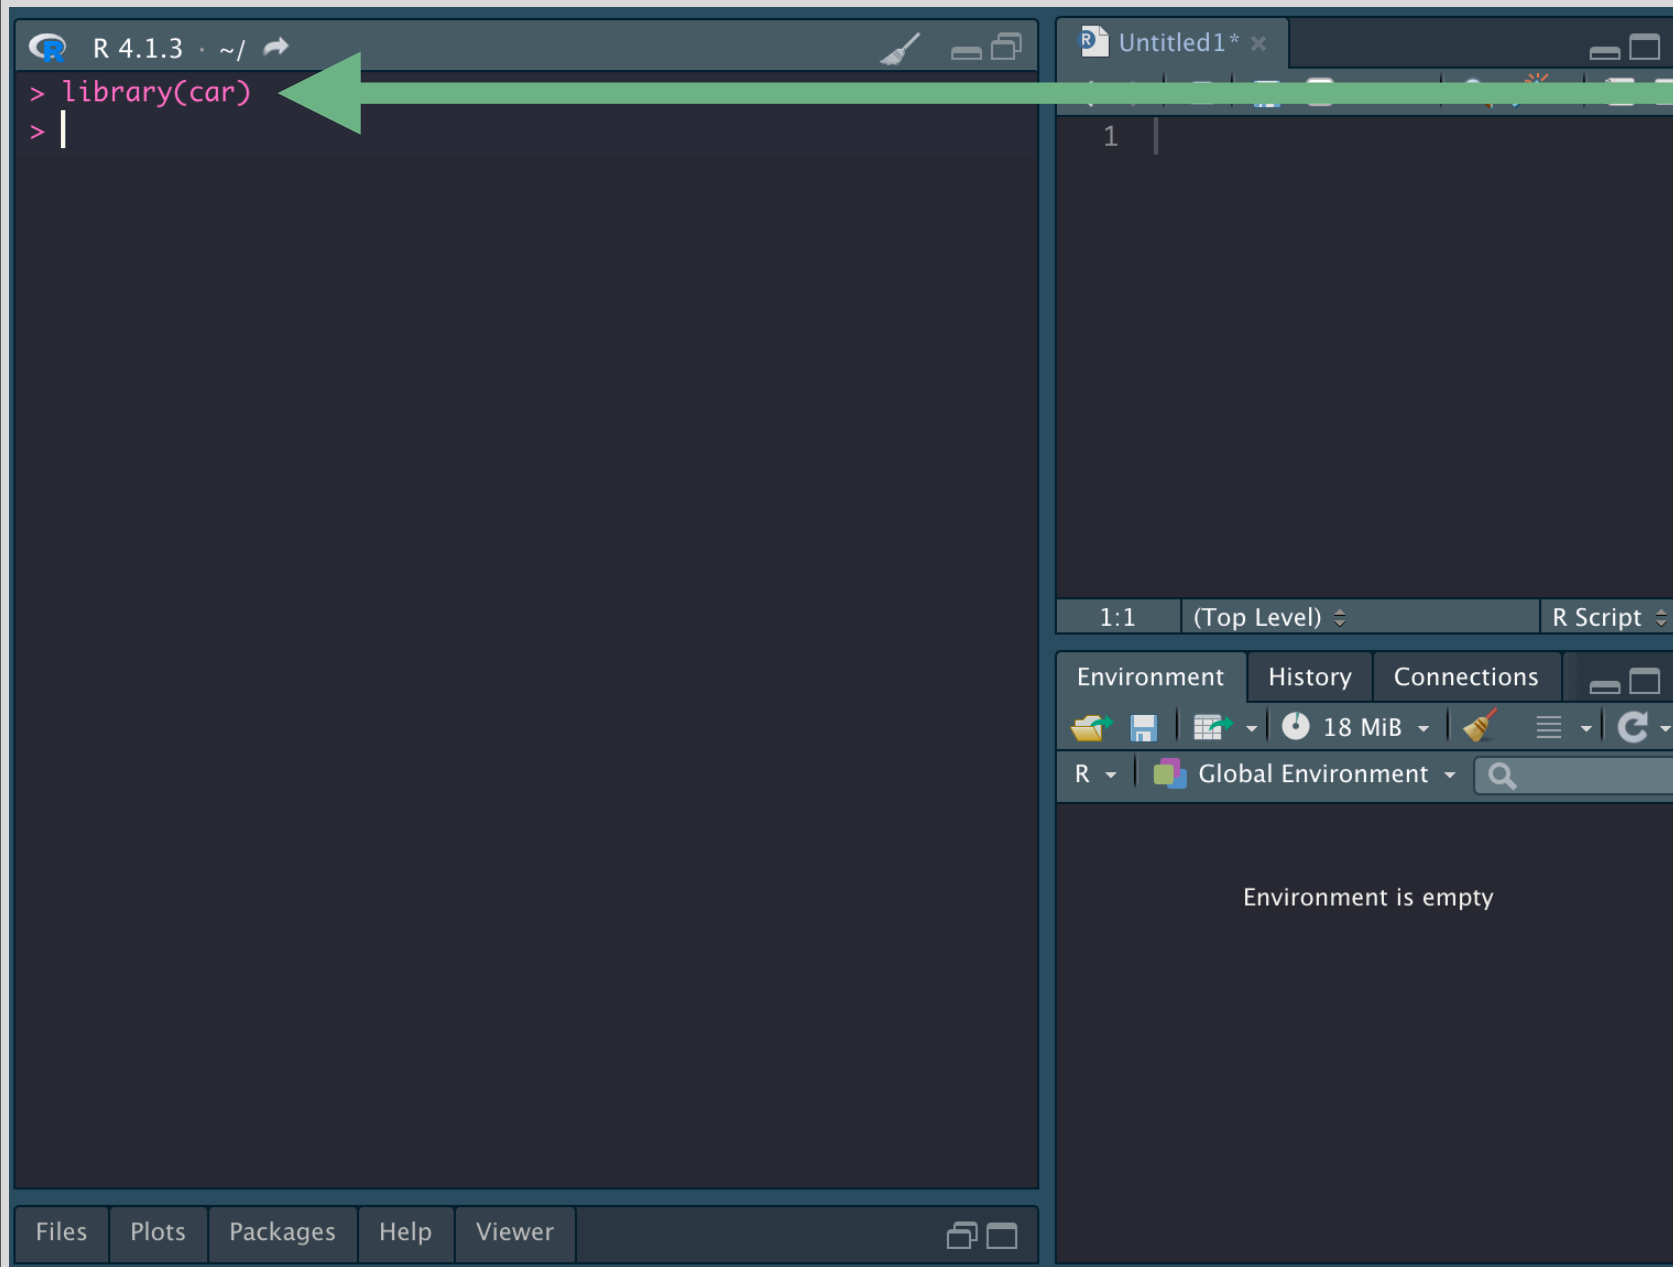 R 4.1.3 · ~/
> library(car)
>
Untitled1*
1
1:1 (Top Level) R Script
Environment History Connections
18 MiB
R Global Environment
Environment is empty
Files Plots Packages Help Viewer